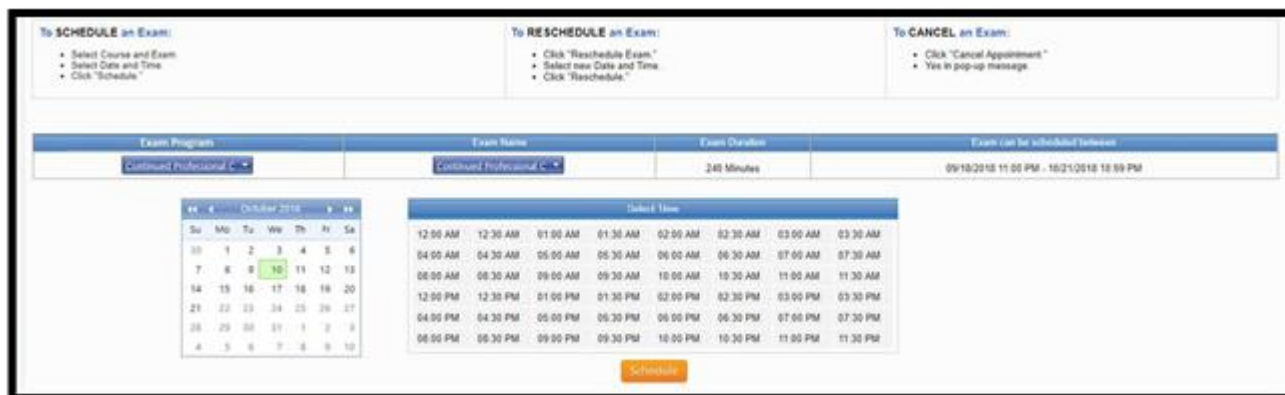 To SCHEDULE an Exam:
Select Course and Exam
Select Date and Time
Click "Schedule."
To RESCHEDULE an Exam:
Click "Reschedule Exam."
Select new Date and Time.
Click "Reschedule."
To CANCEL an Exam:
Click "Cancel Appointment."
Yes in pop-up message
Exam Program Exam Name Exam Duration Exam can be scheduled between
Continued Professional C Continued Professional C 240 Minutes 09/18/2018 11:00 PM - 10/21/2018 10:59 PM
October 2018
Su Mo Tu We Th Fr Sa
30 1 2 3 4 5 6
7 8 9 10 11 12 13
14 15 16 17 18 19 20
21 22 23 24 25 26 27
28 29 30 31 1 2 3
4 5 6 7 8 9 10
Select Time
12:00 AM 12:30 AM 01:00 AM 01:30 AM 02:00 AM 02:30 AM 03:00 AM 03:30 AM
04:00 AM 04:30 AM 05:00 AM 05:30 AM 06:00 AM 06:30 AM 07:00 AM 07:30 AM
08:00 AM 08:30 AM 09:00 AM 09:30 AM 10:00 AM 10:30 AM 11:00 AM 11:30 AM
12:00 PM 12:30 PM 01:00 PM 01:30 PM 02:00 PM 02:30 PM 03:00 PM 03:30 PM
04:00 PM 04:30 PM 05:00 PM 05:30 PM 06:00 PM 06:30 PM 07:00 PM 07:30 PM
08:00 PM 08:30 PM 09:00 PM 09:30 PM 10:00 PM 10:30 PM 11:00 PM 11:30 PM
Schedule